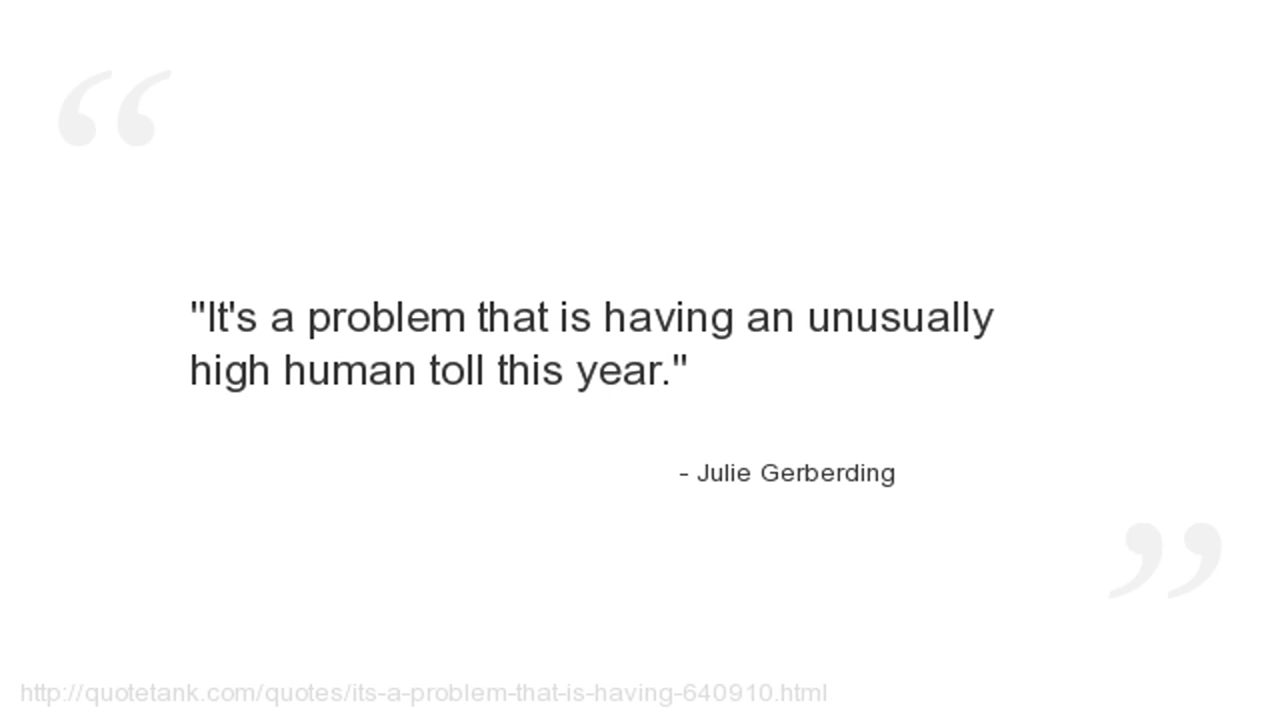 "It's a problem that is having an unusually
high human toll this year."
- Julie Gerberding
http://quotetank.com/quotes/its-a-problem-that-is-having-640910.html